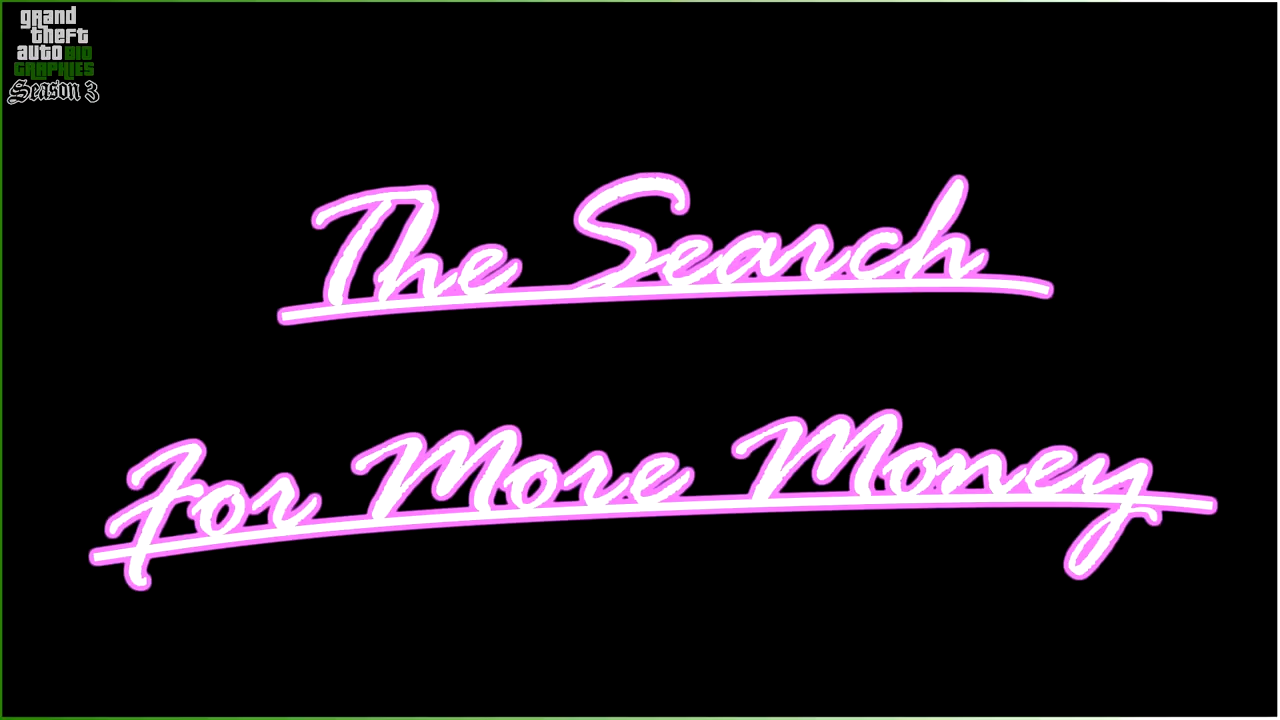 grand
theft
auto BIO
GRAPHIES
Season 3
The Search
For More Money